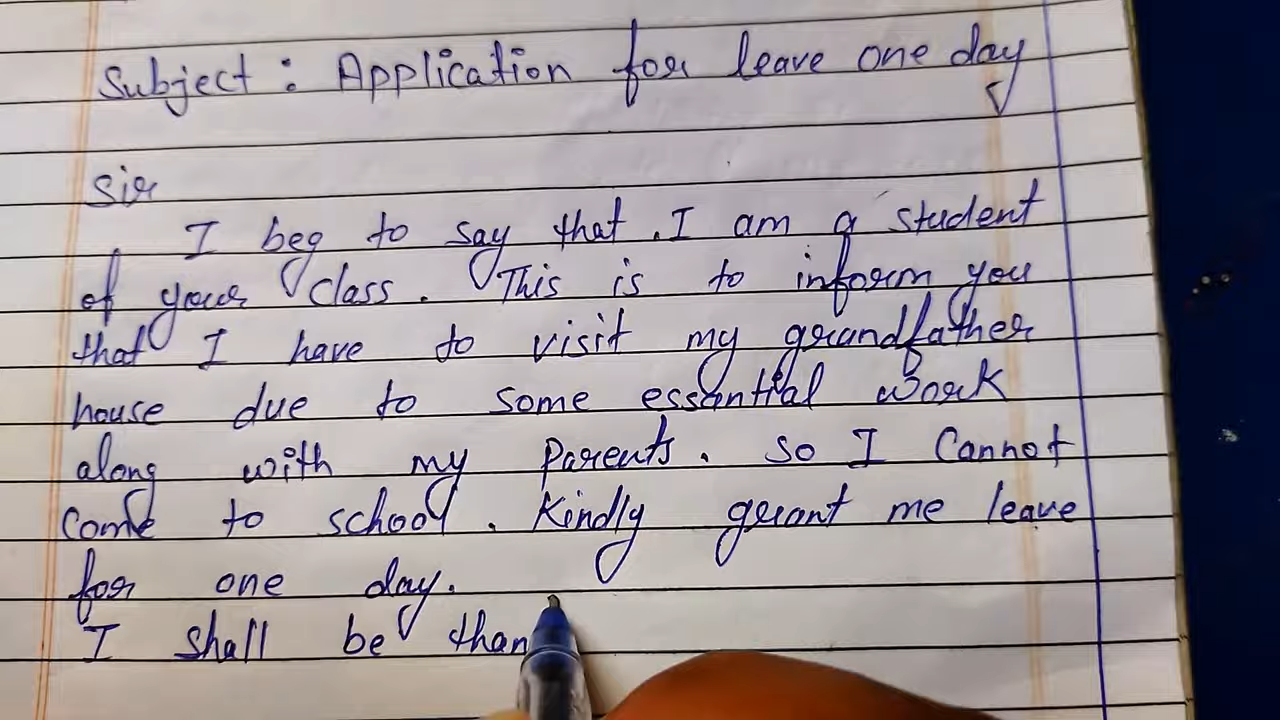 Subject : Application for leave one day
Sir
I beg to say that . I am a student
of your class . This is to inform you
that I have to visit my grandfather
house due to some essantial work
along with my Parents . So I Cannot
Come to school . Kindly grant me leave
for one day .
I shall be than